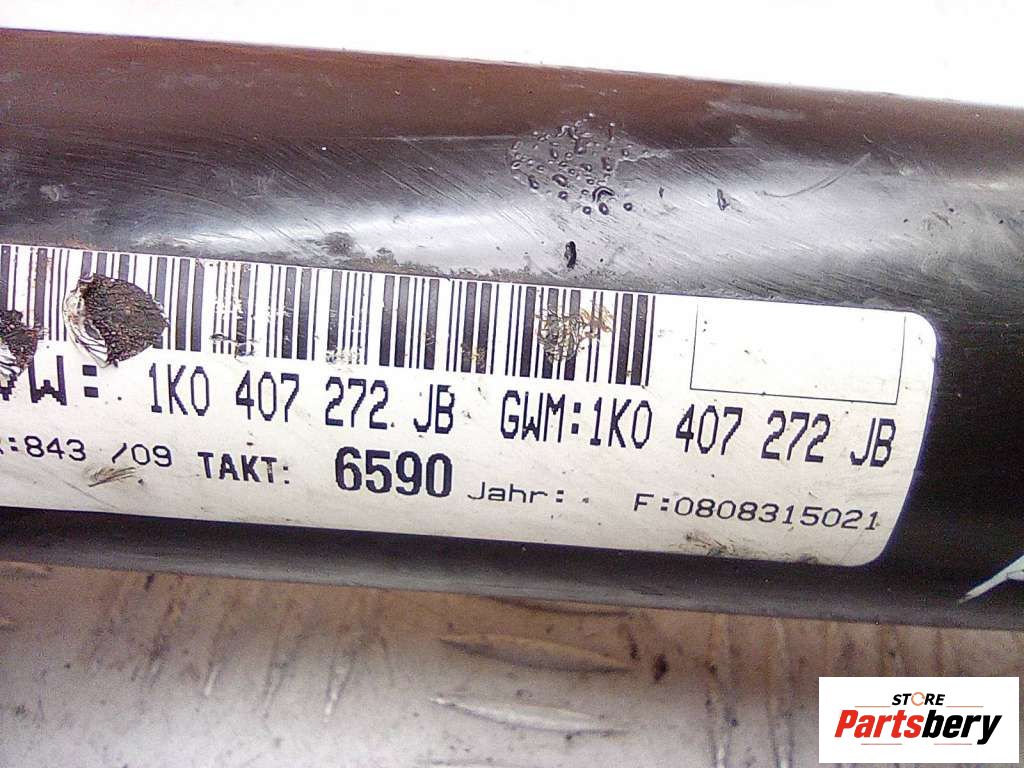 W: 1K0 407 272 JB GWM:1K0 407 272 JB
:843 /09 TAKT: 6590 Jahr: F:0808315021
STORE
Partsbery